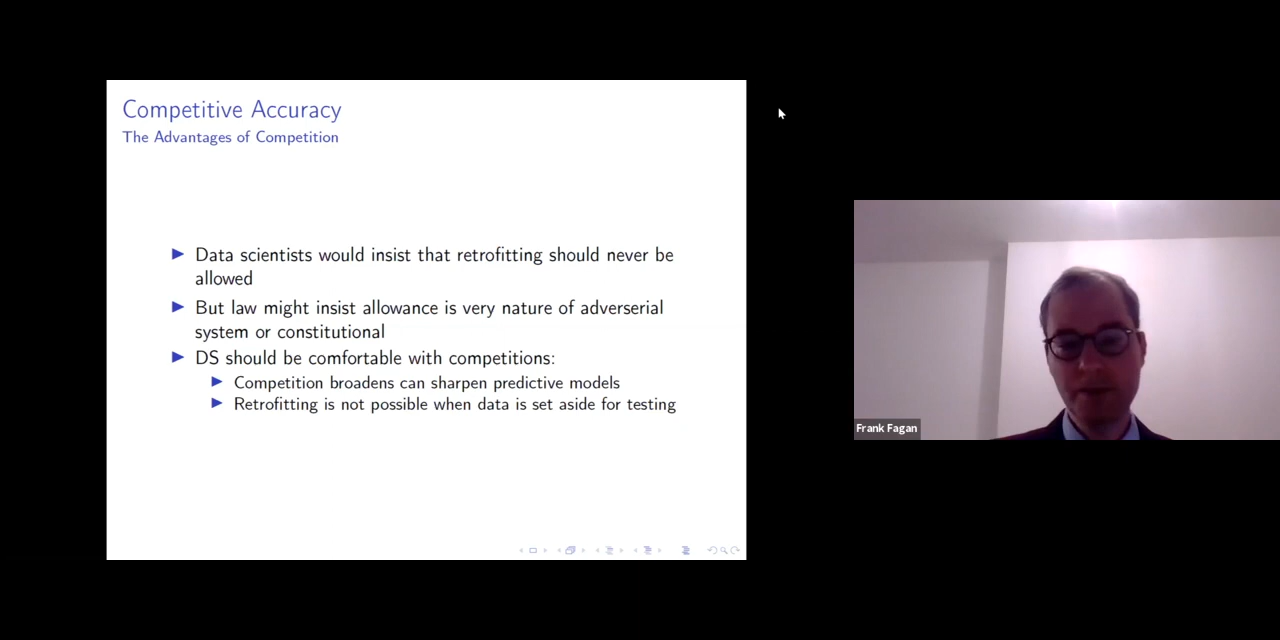 Competitive Accuracy
The Advantages of Competition
Data scientists would insist that retrofitting should never be
allowed
But law might insist allowance is very nature of adverserial
system or constitutional
DS should be comfortable with competitions:
Competition broadens can sharpen predictive models
Retrofitting is not possible when data is set aside for testing
Frank Fagan